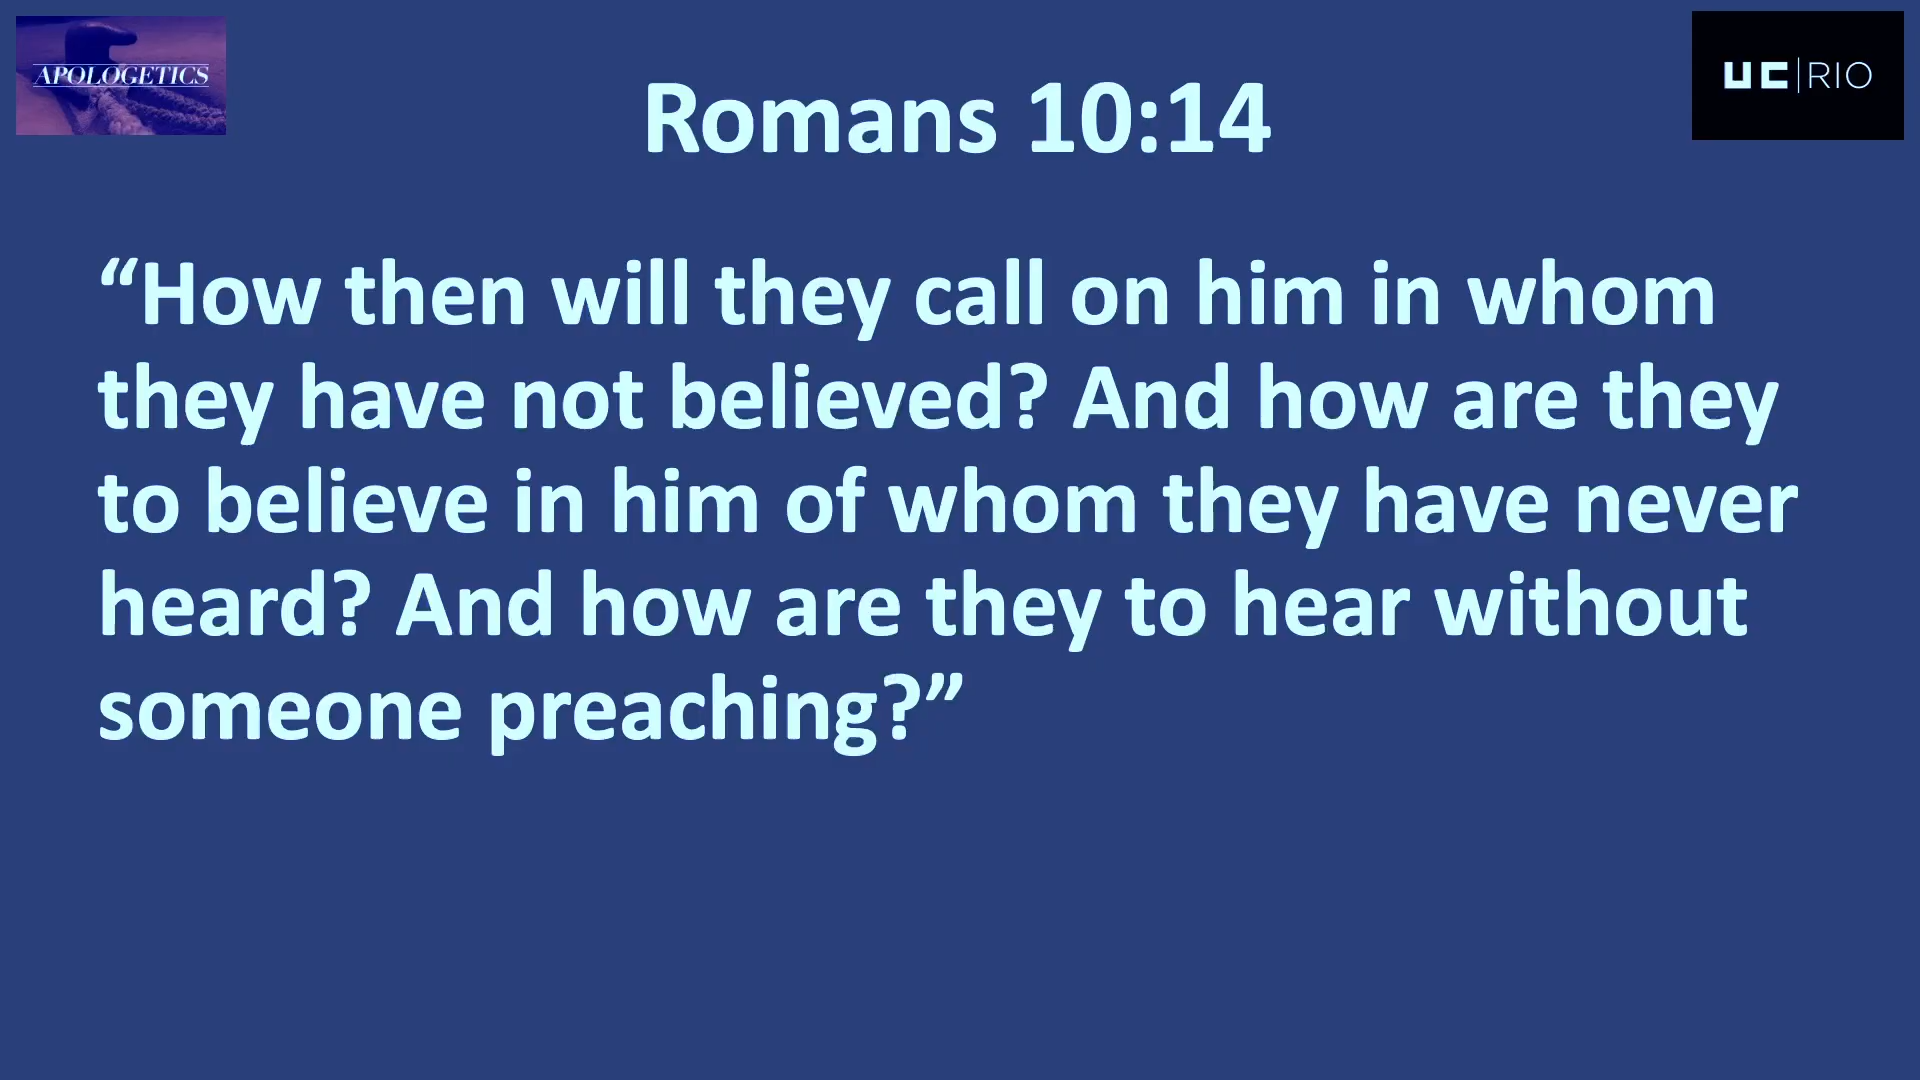 APOLOGETICS
UC|RIO
Romans 10:14
“How then will they call on him in whom
they have not believed? And how are they
to believe in him of whom they have never
heard? And how are they to hear without
someone preaching?”